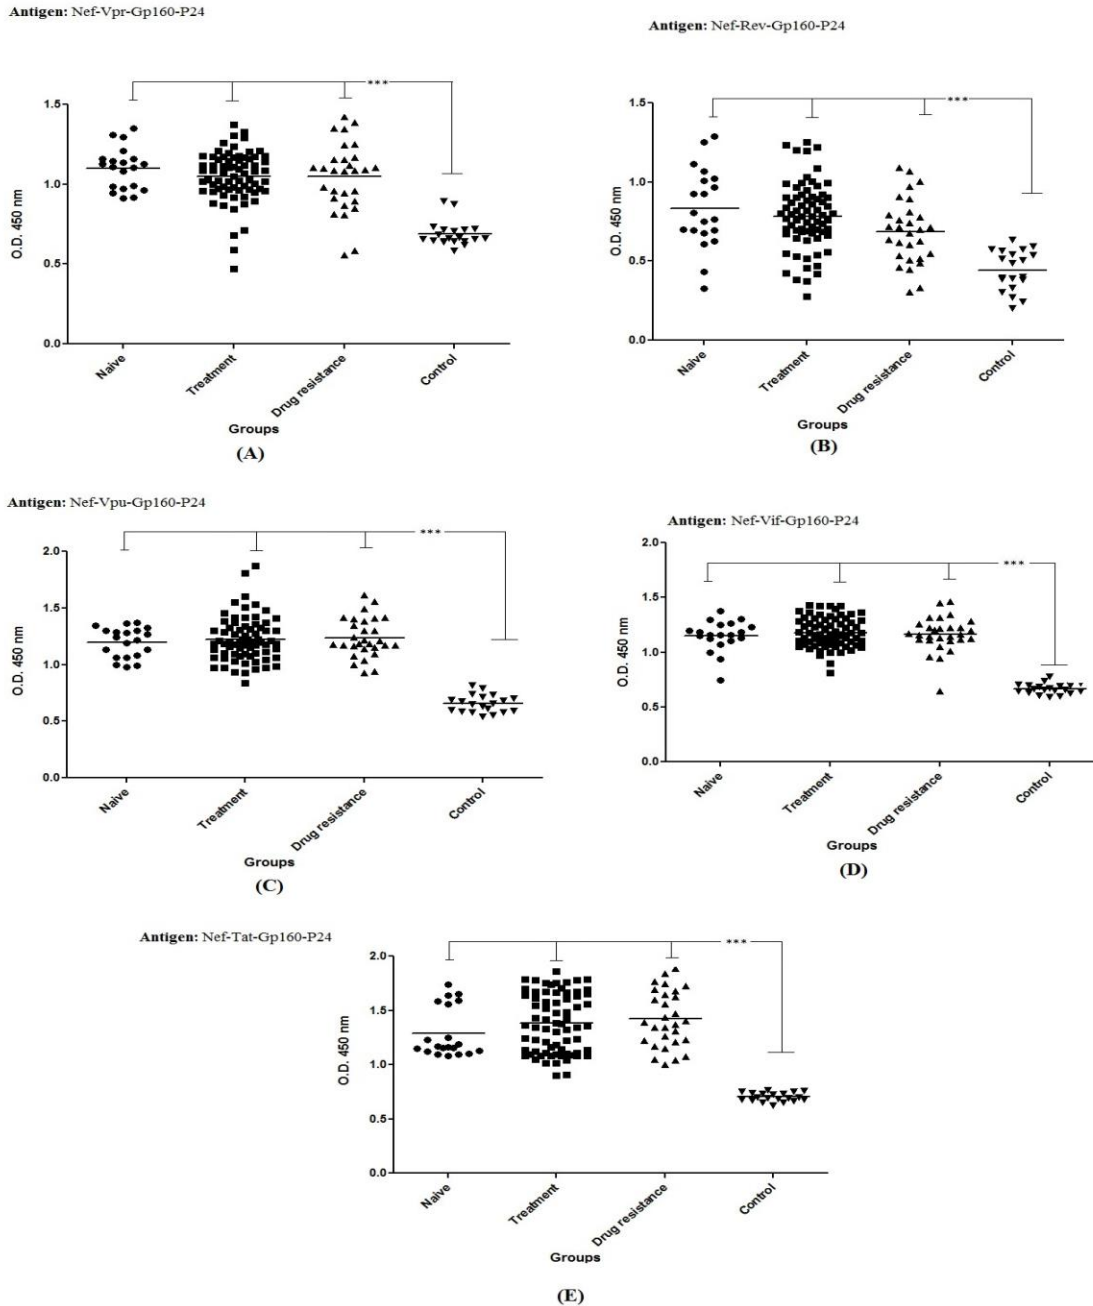 Antigen: Nef-Vpr-Gp160-P24
***
1.5
1.0
0.5
0.0
O.D. 450 nm
Naive
Treatment
Drug resistance
Control
Groups
(A)
Antigen: Nef-Rev-Gp160-P24
***
1.5
1.0
0.5
0.0
O.D. 450 nm
Naive
Treatment
Drug resistance
Control
Groups
(B)
Antigen: Nef-Vpu-Gp160-P24
***
2.0
1.5
1.0
0.5
0.0
O.D. 450 nm
Naive
Treatment
Drug resistance
Control
Groups
(C)
Antigen: Nef-Vif-Gp160-P24
***
2.0
1.5
1.0
0.5
0.0
O.D. 450 nm
Naive
Treatment
Drug resistance
Control
Groups
(D)
Antigen: Nef-Tat-Gp160-P24
***
2.0
1.5
1.0
0.5
0.0
O.D. 450 nm
Naive
Treatment
Drug resistance
Control
Groups
(E)